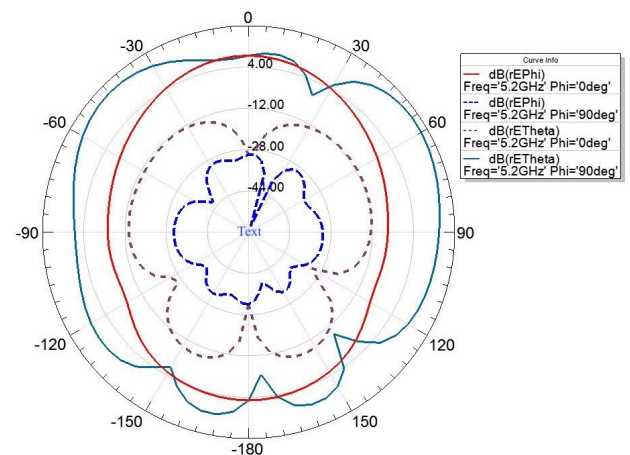 0
-30
30
4.00
-12.00
-28.00
-44.00
-60
60
-90
Text
90
-120
120
-150
150
-180
Curve Info
dB(rEPhi)
Freq='5.2GHz' Phi='0deg'
dB(rEPhi)
Freq='5.2GHz' Phi='90deg'
dB(rETheta)
Freq='5.2GHz' Phi='0deg'
dB(rETheta)
Freq='5.2GHz' Phi='90deg'